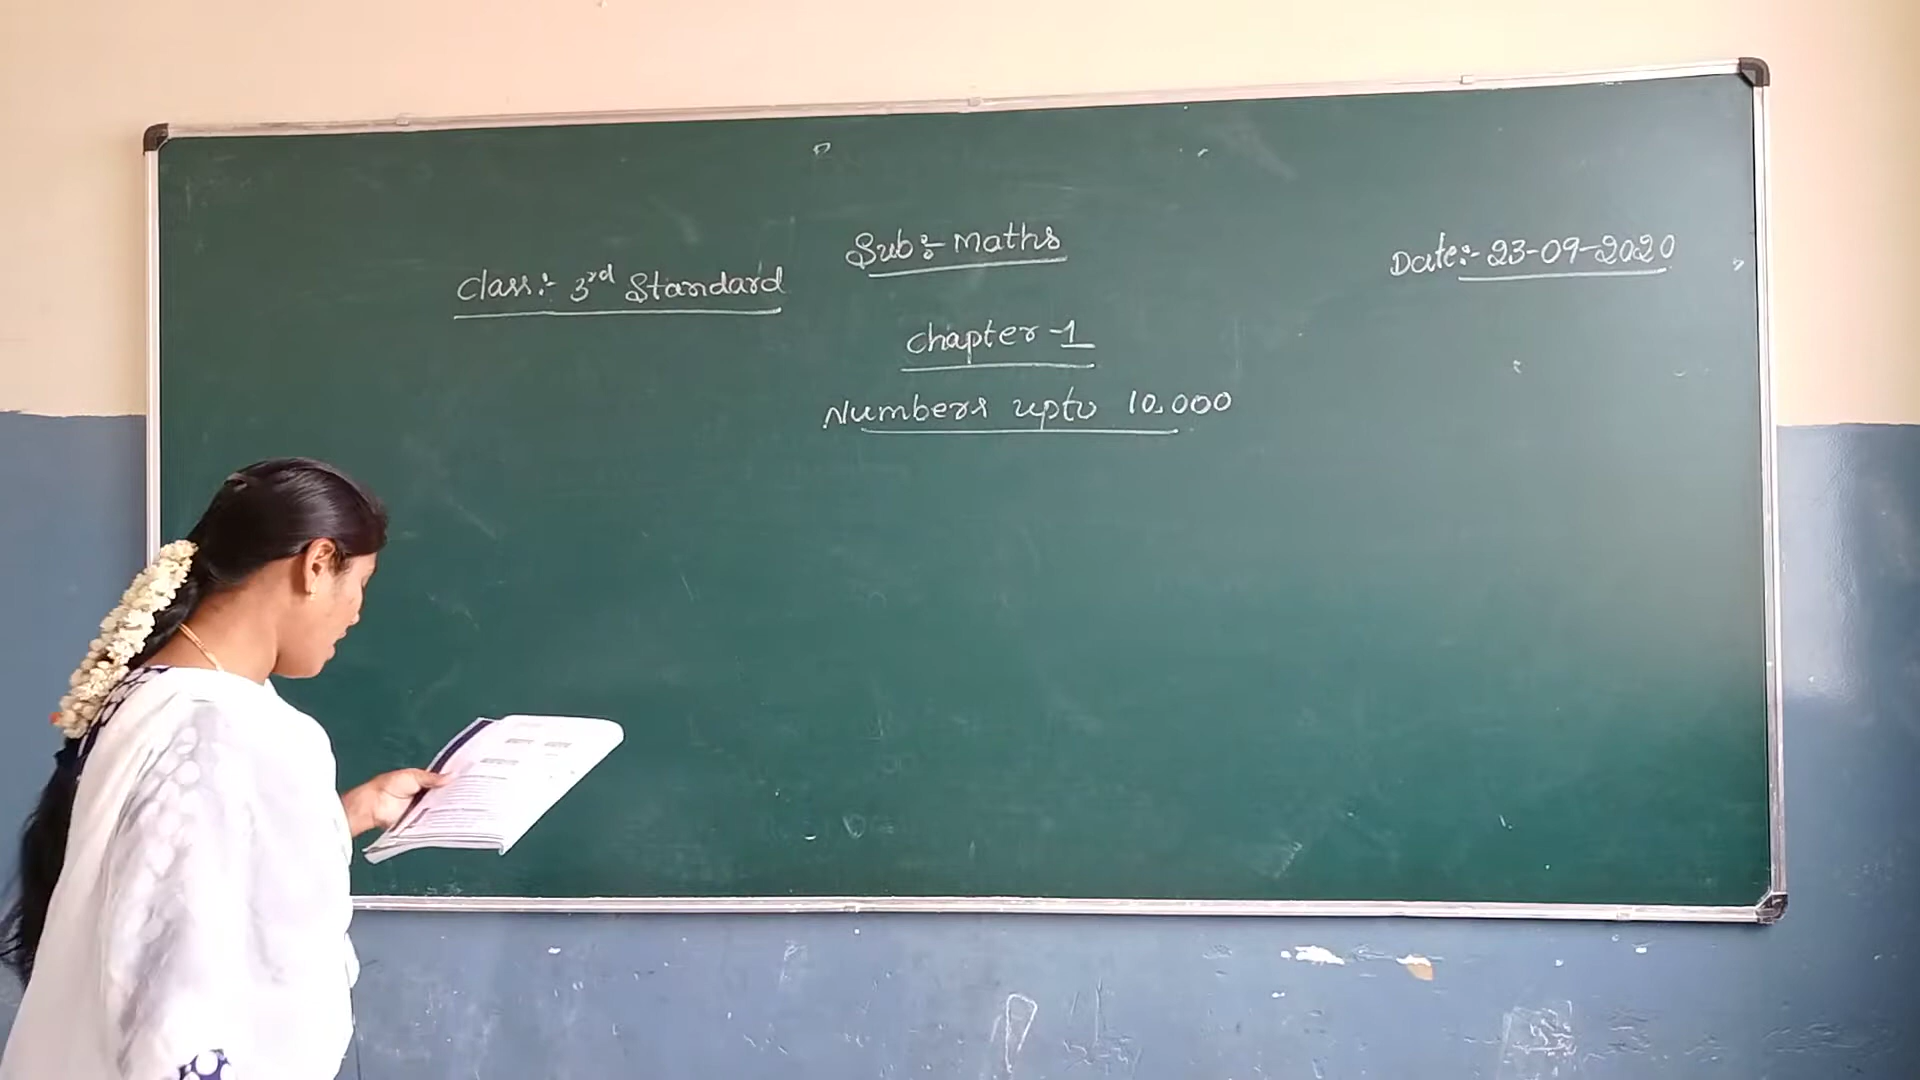 Sub:- Maths
Date:- 23-09-2020
Class:- 3rd Standard
Chapter-1
Numbers upto 10,000